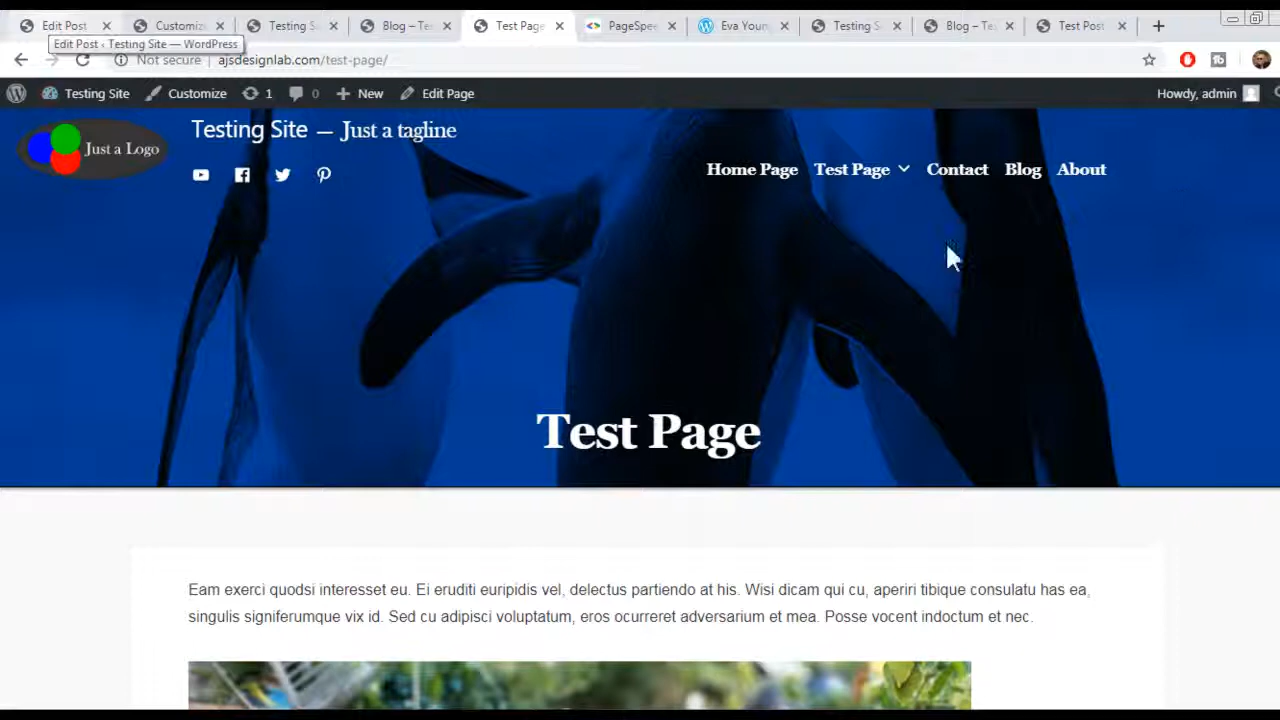 Edit Post
Customize
Testing S
Blog – Te
Test Page
PageSpee
Eva Youn
Testing S
Blog – Te
Test Post
Edit Post ‹ Testing Site — WordPress
Not secure
ajsdesignlab.com/test-page/
Testing Site
Customize
1
0
New
Edit Page
Howdy, admin
Just a Logo
Testing Site — Just a tagline
Home Page
Test Page
Contact
Blog
About
Test Page
Eam exerci quodsi interesset eu. Ei eruditi euripidis vel, delectus partiendo at his. Wisi dicam qui cu, aperiri tibique consulatu has ea,
singulis signiferumque vix id. Sed cu adipisci voluptatum, eros ocurreret adversarium et mea. Posse vocent indoctum et nec.